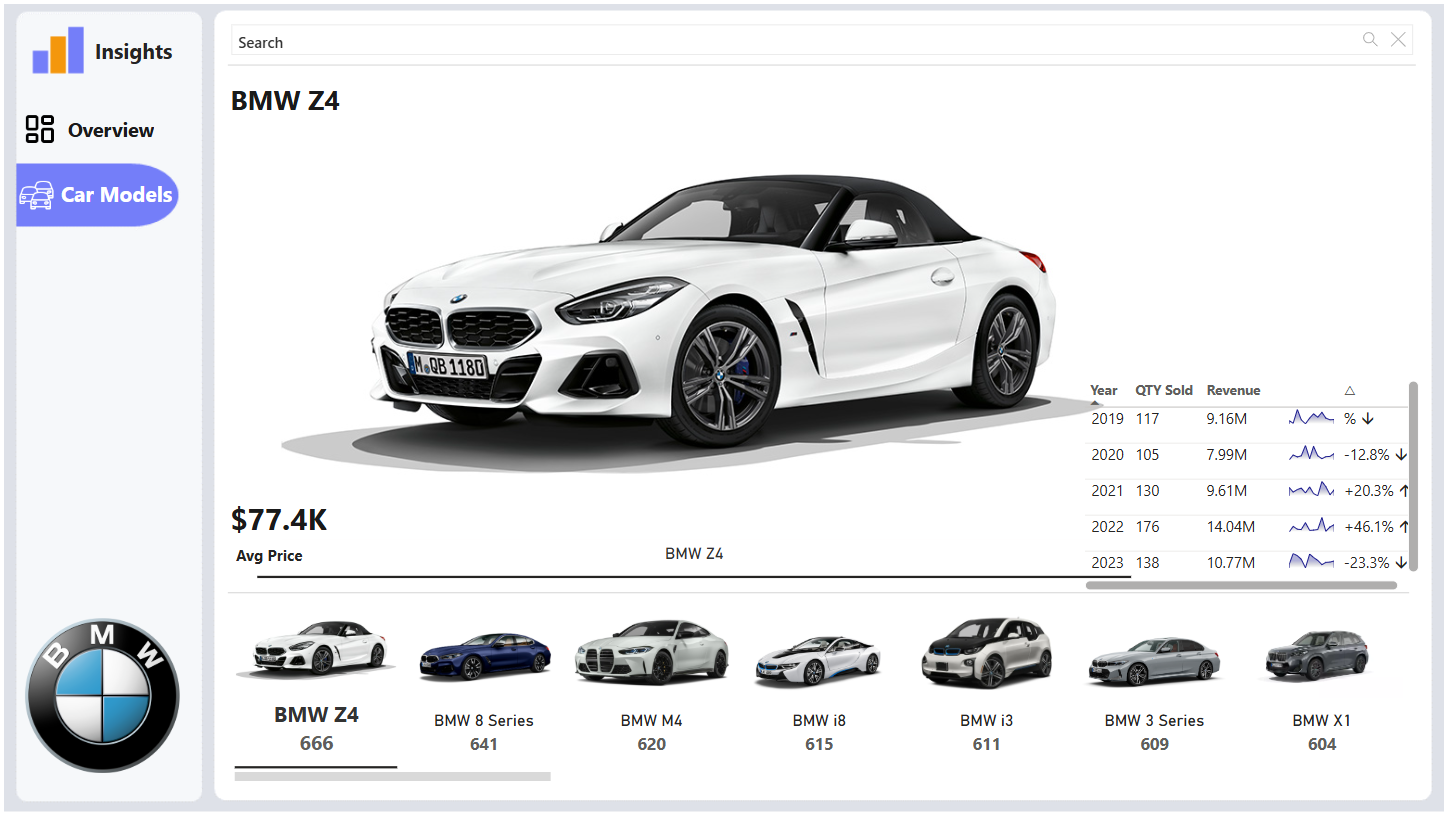 Insights
Overview
Car Models
B M W
Search
BMW Z4
M QB 1180
$77.4K
Avg Price
BMW Z4
Year QTY Sold Revenue △
2019 117 9.16M % ↓
2020 105 7.99M -12.8% ↓
2021 130 9.61M +20.3% ↑
2022 176 14.04M +46.1% ↑
2023 138 10.77M -23.3% ↓
BMW Z4
666
BMW 8 Series
641
BMW M4
620
BMW i8
615
BMW i3
611
BMW 3 Series
609
BMW X1
604